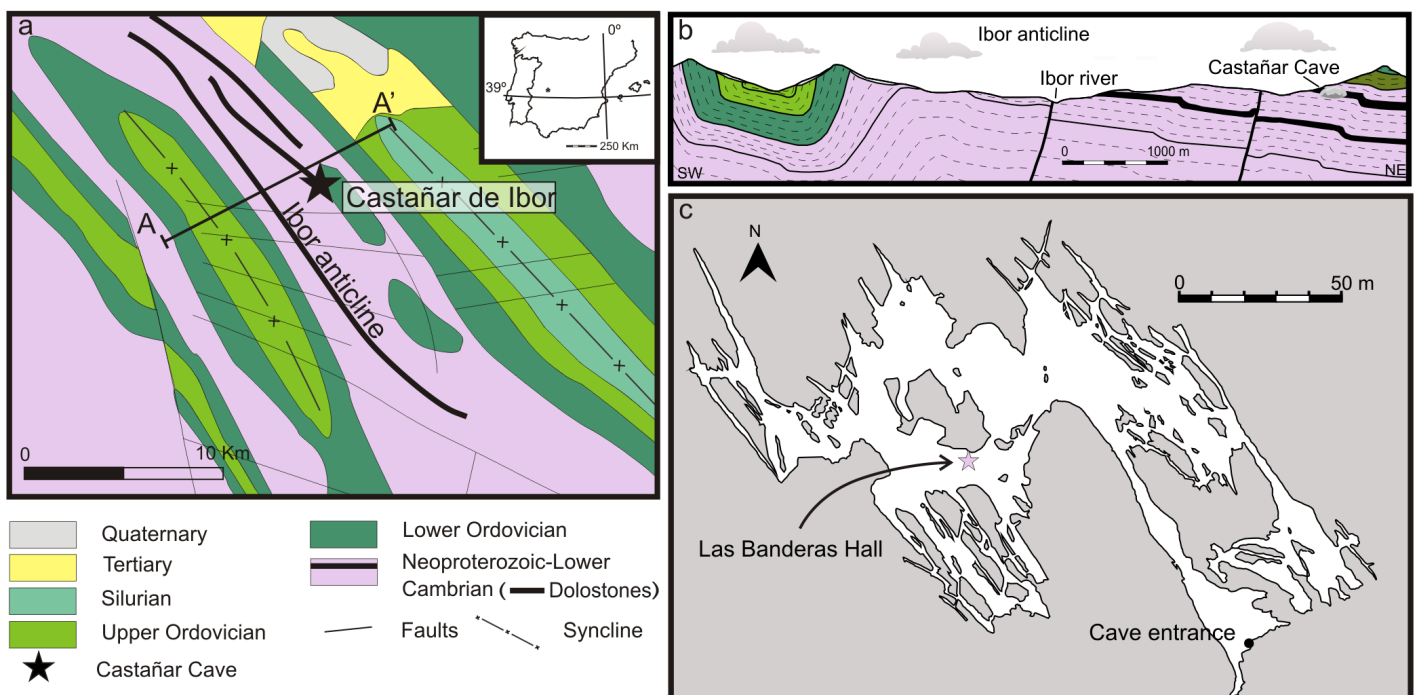 a
0º
39º
250 Km
A'
Castañar de Ibor
A
Ibor anticline
0
10 Km
b
Ibor anticline
Ibor river
Castañar Cave
0
1000 m
SW
NE
c
N
0
50 m
Las Banderas Hall
Cave entrance
Quaternary
Tertiary
Silurian
Upper Ordovician
Castañar Cave
Lower Ordovician
Neoproterozoic-Lower
Cambrian ( Dolostones)
Faults
Syncline